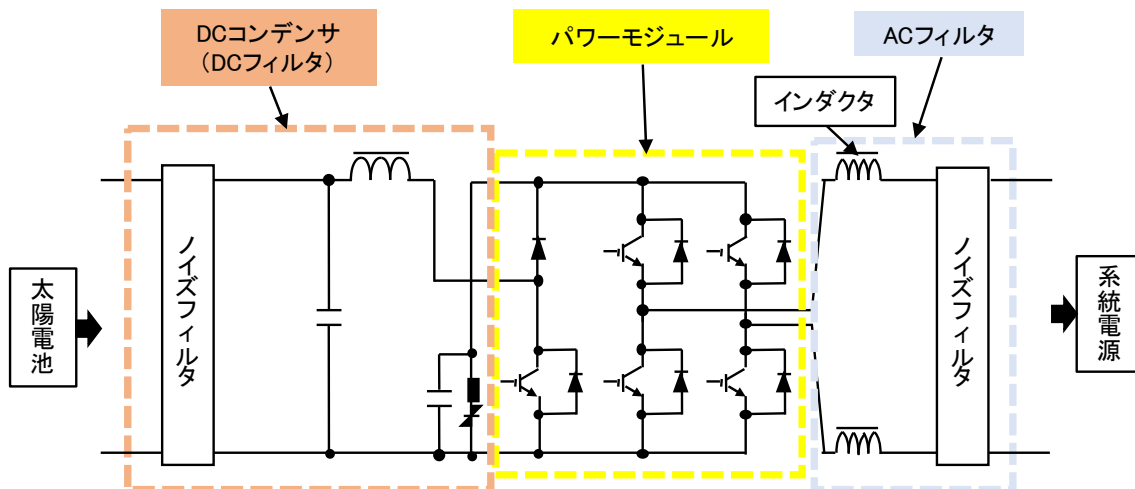 DCコンデンサ
（DCフィルタ）
パワーモジュール
ACフィルタ
インダクタ
太陽電池
ノイズフィルタ
ノイズフィルタ
系統電源